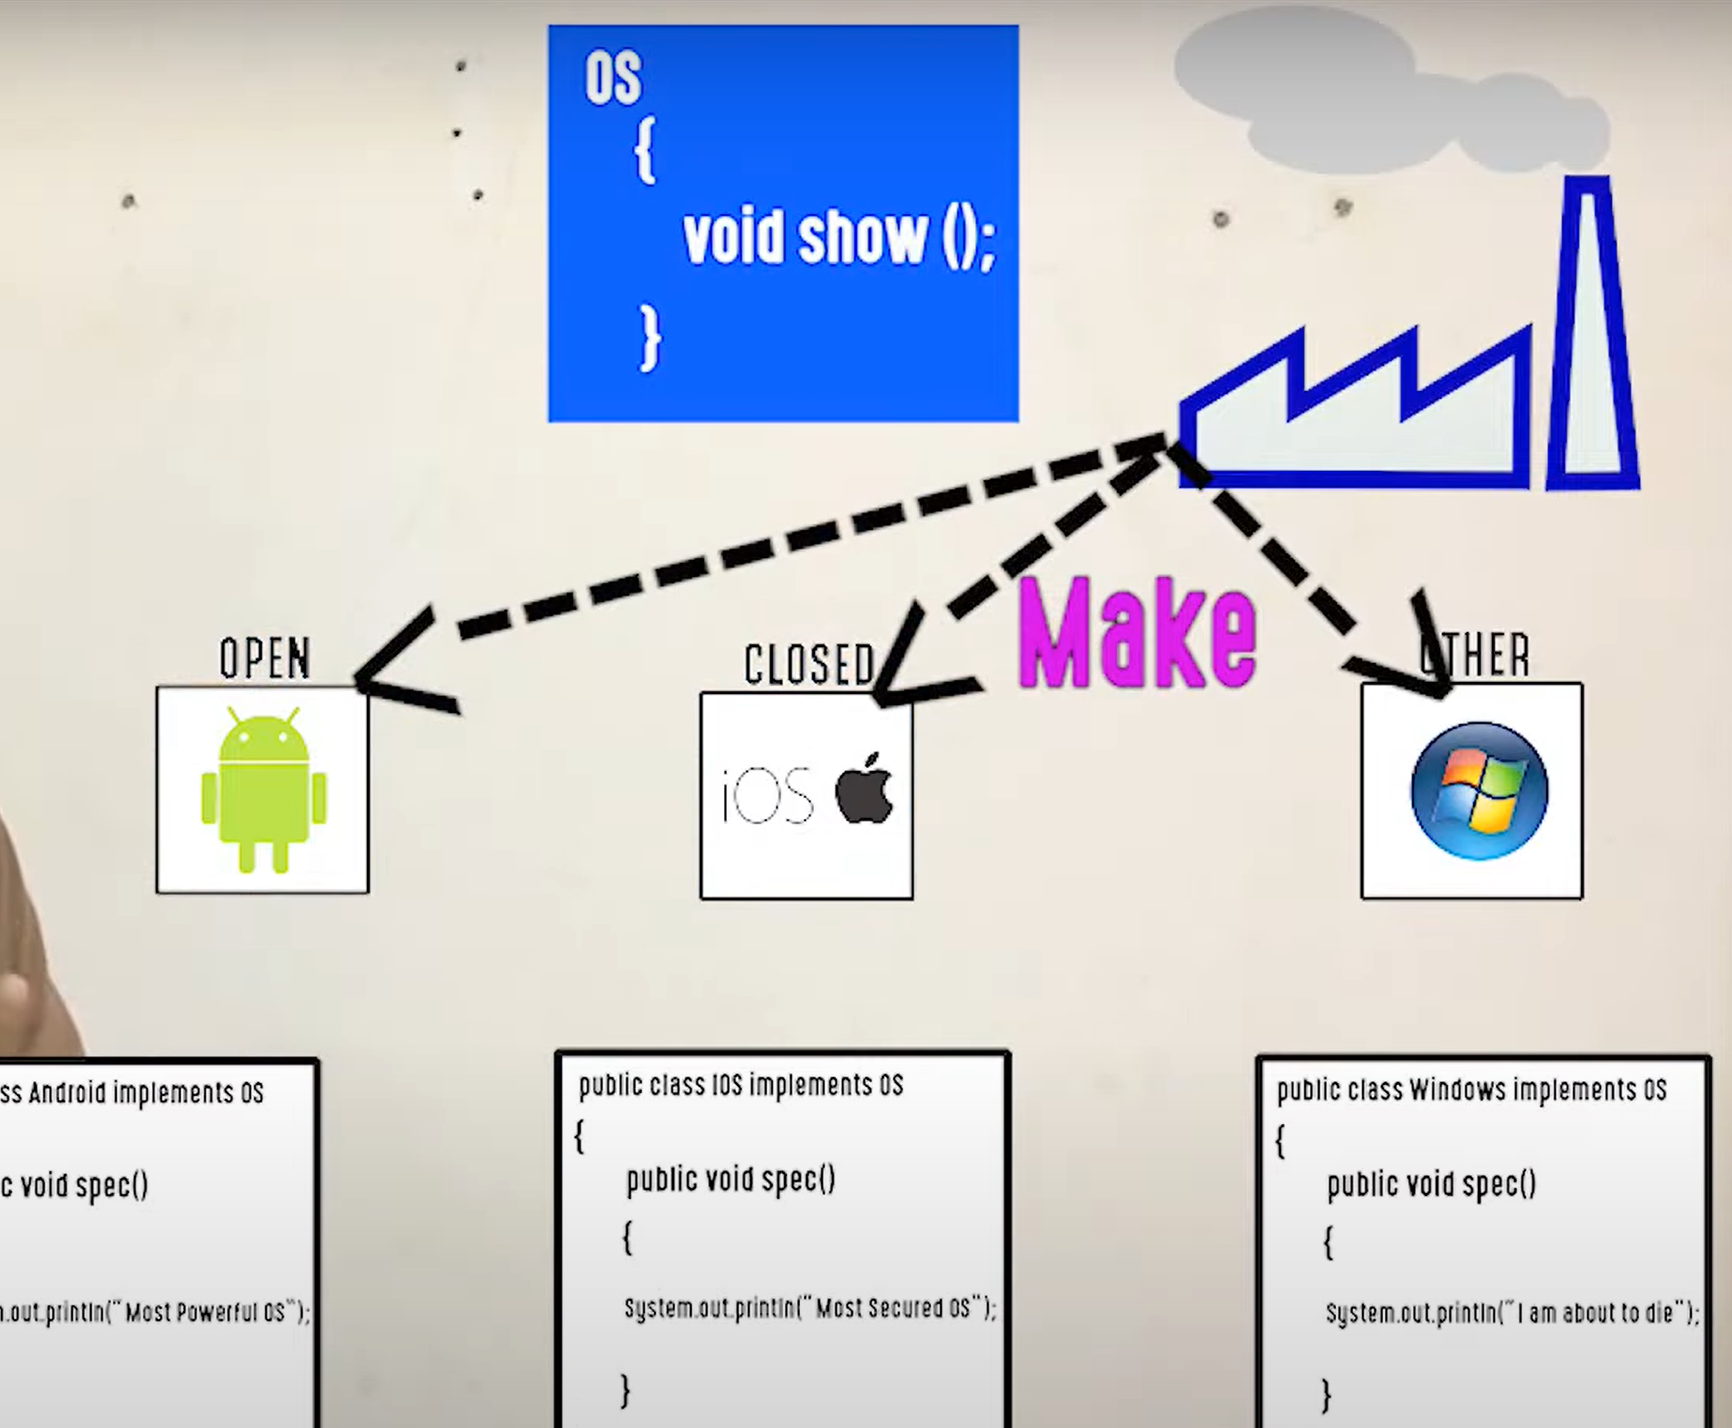 OS
{
void show ();
}
Make
OPEN
CLOSED
OTHER
iOS
ss Android implements OS
c void spec()
.out.println("Most Powerful OS");
public class IOS implements OS
{
public void spec()
{
System.out.println("Most Secured OS");
}
public class Windows implements OS
{
public void spec()
{
System.out.println("I am about to die");
}